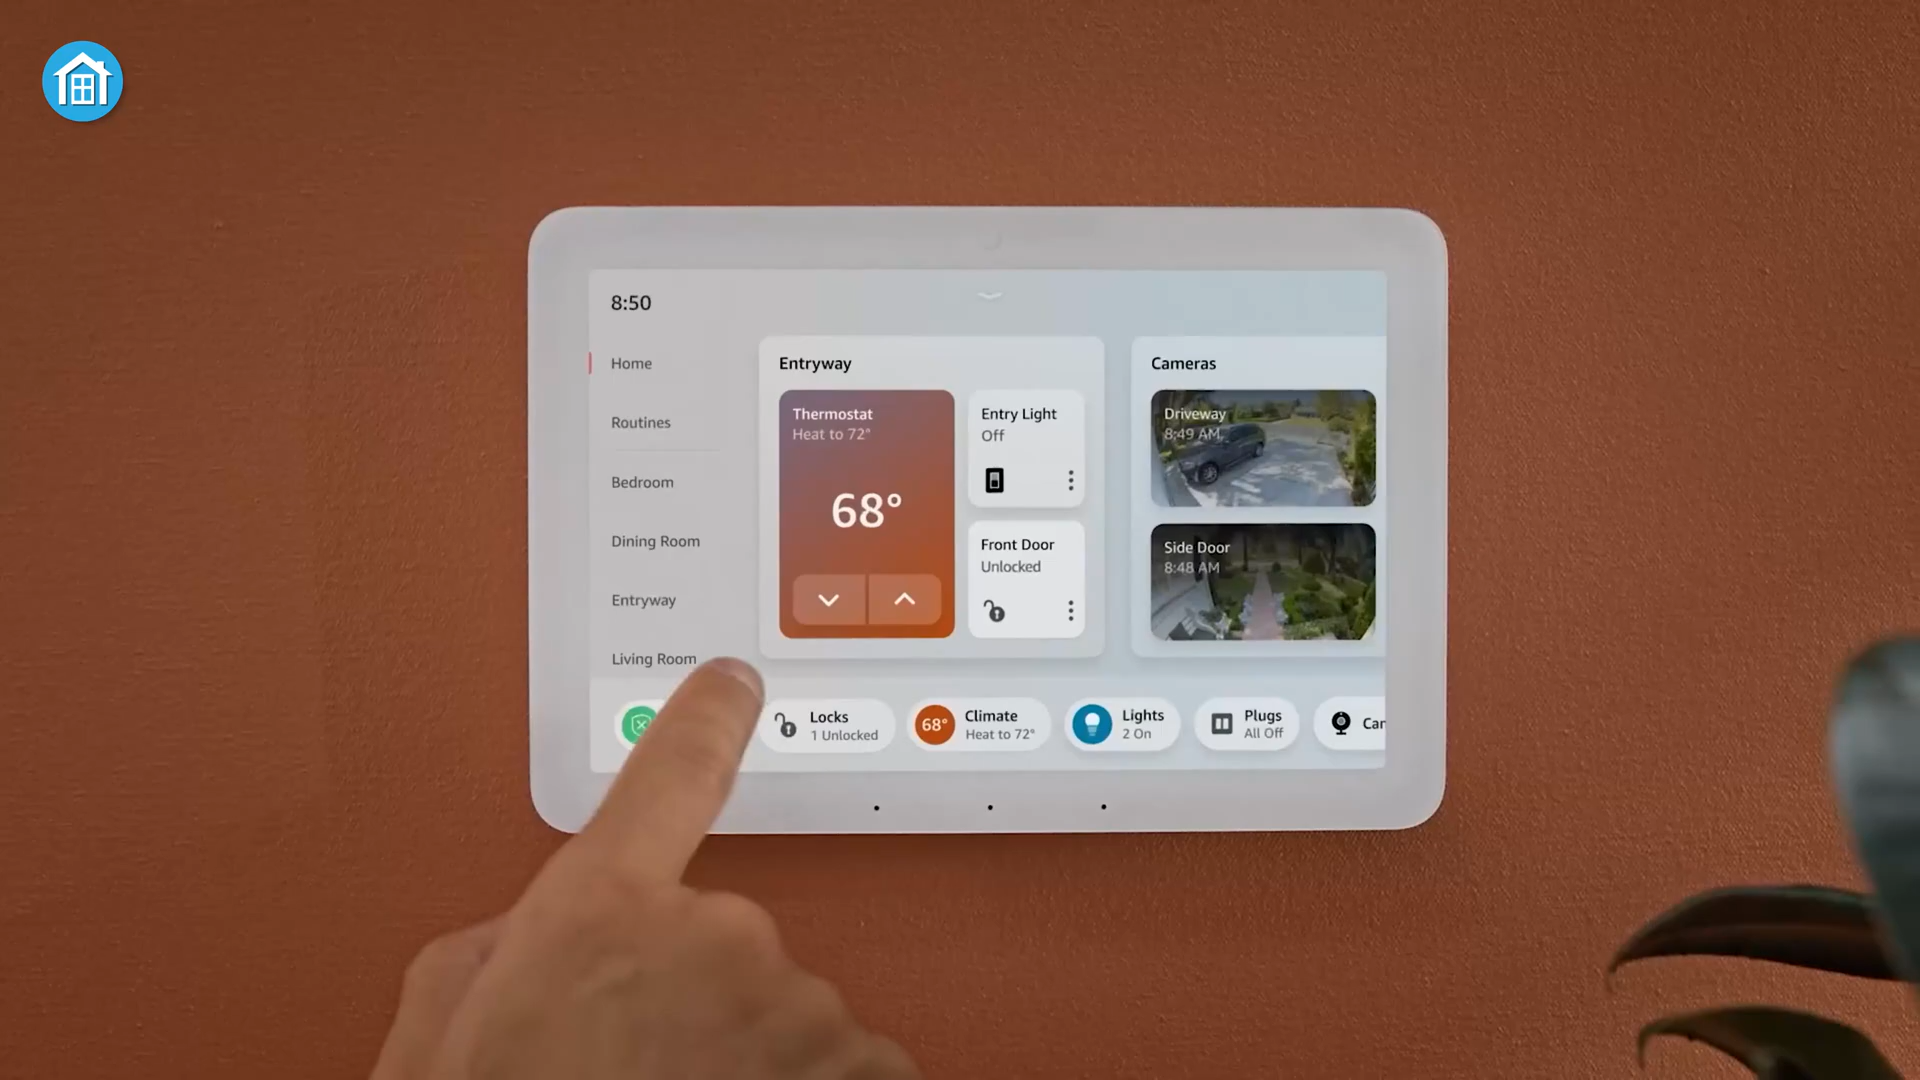 8:50
Home
Routines
Bedroom
Dining Room
Entryway
Living Room
Entryway
Thermostat
Heat to 72°
68°
Entry Light
Off
Front Door
Unlocked
Cameras
Driveway
8:49 AM
Side Door
8:48 AM
Locks
1 Unlocked
68°
Climate
Heat to 72°
Lights
2 On
Plugs
All Off